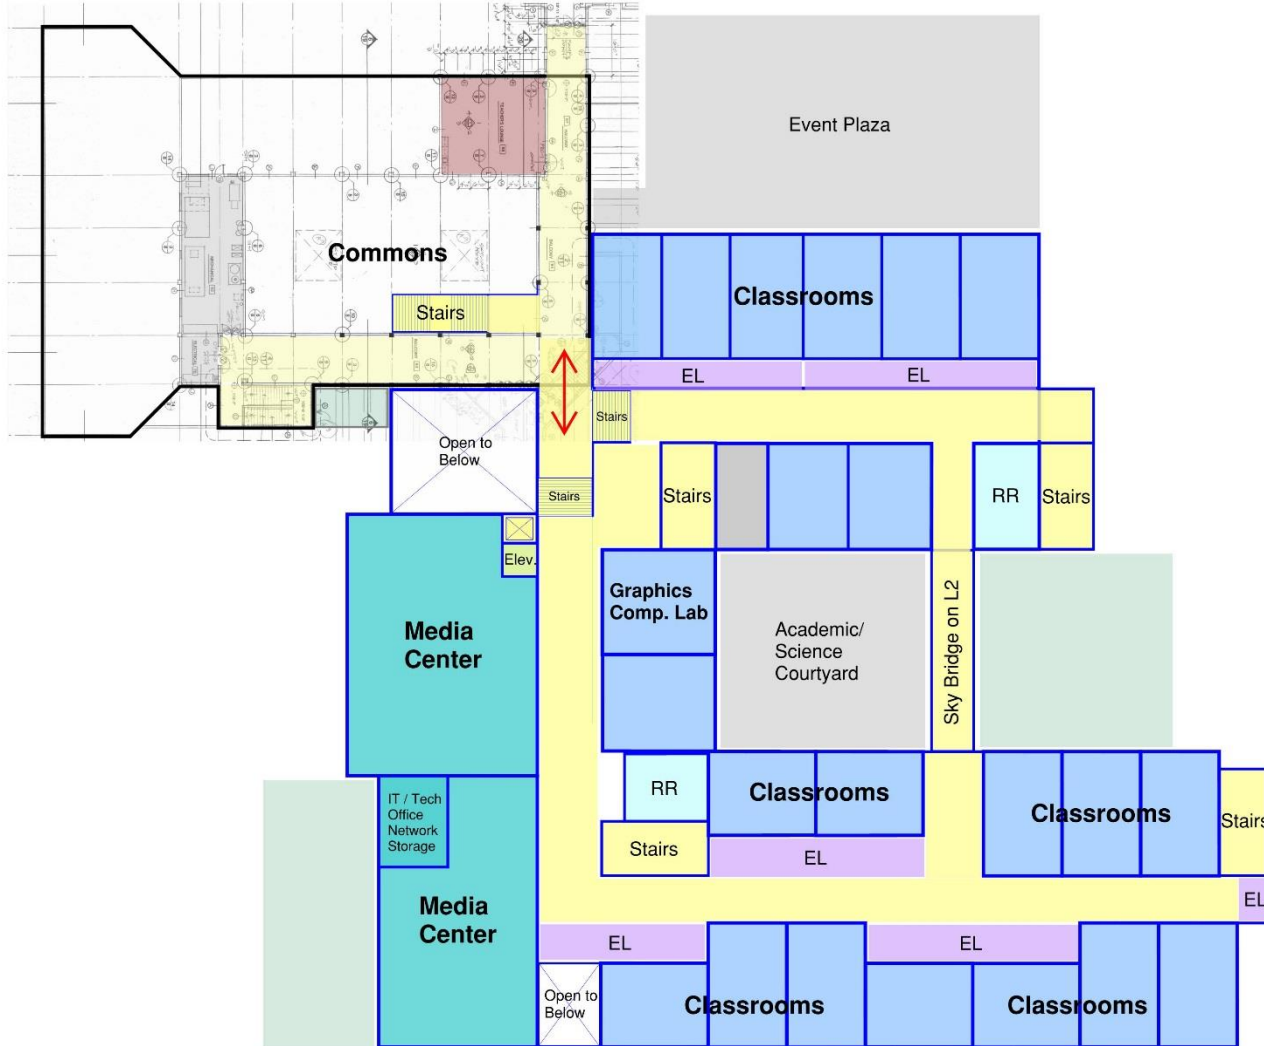 Event Plaza
Commons
Classrooms
Stairs
EL
EL
Stairs
Open to
Below
Stairs
Stairs
RR
Stairs
Elev.
Graphics
Comp. Lab
Media
Center
Academic/
Science
Courtyard
Sky Bridge on L2
IT / Tech
Office
Network
Storage
RR
Classrooms
Classrooms
Stairs
Stairs
EL
Media
Center
EL
EL
EL
Open to
Below
Classrooms
Classrooms